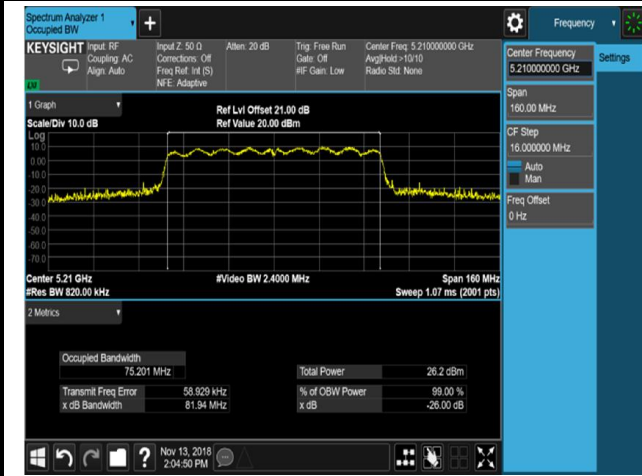 Spectrum Analyzer 1
Occupied BW
+
Frequency
KEYSIGHT
Input: RF
Coupling: AC
Align: Auto
Input Z: 50 Ω
Corrections: Off
Freq Ref: Int (S)
NFE: Adaptive
Atten: 20 dB
Trig: Free Run
Gate: Off
#IF Gain: Low
Center Freq: 5.210000000 GHz
Avg|Hold:>10/10
Radio Std: None
LXI
1 Graph
Scale/Div 10.0 dB
Ref Lvl Offset 21.00 dB
Ref Value 20.00 dBm
Log
10.0
0.00
-10.0
-20.0
-30.0
-40.0
-50.0
-60.0
-70.0
Center 5.21 GHz
#Res BW 820.00 kHz
#Video BW 2.4000 MHz
Span 160 MHz
Sweep 1.07 ms (2001 pts)
2 Metrics
Occupied Bandwidth
75.201 MHz
Transmit Freq Error 58.929 kHz
x dB Bandwidth 81.94 MHz
Total Power 26.2 dBm
% of OBW Power 99.00 %
x dB -26.00 dB
Center Frequency
5.210000000 GHz
Span
160.00 MHz
CF Step
16.000000 MHz
Auto
Man
Freq Offset
0 Hz
Settings
?
Nov 13, 2018
2:04:50 PM